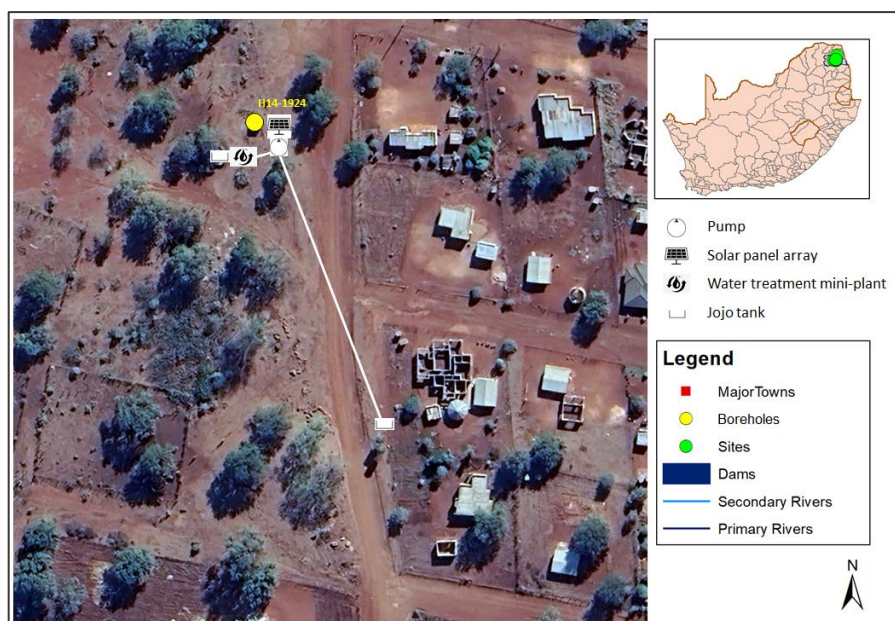 H14-1924
Pump
Solar panel array
Water treatment mini-plant
Jojo tank
Legend
MajorTowns
Boreholes
Sites
Dams
Secondary Rivers
Primary Rivers
N